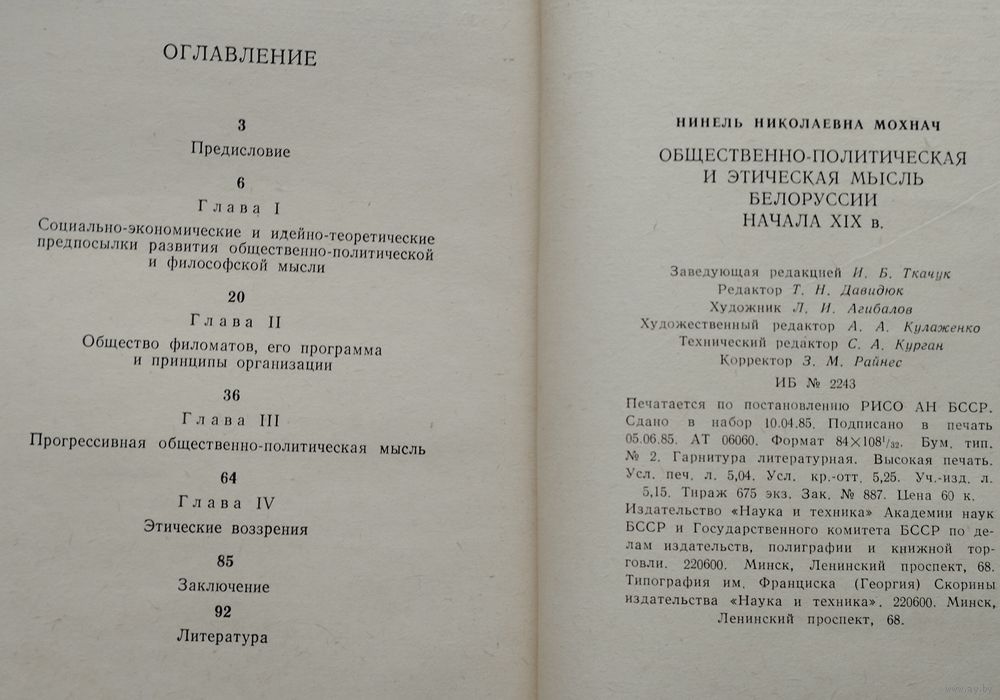 ОГЛАВЛЕНИЕ
3
Предисловие
6
Глава I
Социально-экономические и идейно-теоретические
предпосылки развития общественно-политической
и философской мысли
20
Глава II
Общество филоматов, его программа
и принципы организации
36
Глава III
Прогрессивная общественно-политическая мысль
64
Глава IV
Этические воззрения
85
Заключение
92
Литература
НИНЕЛЬ НИКОЛАЕВНА МОХНАЧ
ОБЩЕСТВЕННО-ПОЛИТИЧЕСКАЯ
И ЭТИЧЕСКАЯ МЫСЛЬ
БЕЛОРУССИИ
НАЧАЛА XIX в.
Заведующая редакцией И. Б. Ткачук
Редактор Т. Н. Давидюк
Художник Л. И. Агибалов
Художественный редактор А. А. Кулаженко
Технический редактор С. А. Курган
Корректор З. М. Райнес
ИБ № 2243
Печатается по постановлению РИСО АН БССР.
Сдано в набор 10.04.85. Подписано в печать
05.06.85. АТ 06060. Формат 84×108¹/₃₂. Бум. тип.
№ 2. Гарнитура литературная. Высокая печать.
Усл. печ. л. 5,04. Усл. кр.-отт. 5,25. Уч.-изд. л.
5,15. Тираж 675 экз. Зак. № 887. Цена 60 к.
Издательство «Наука и техника» Академии наук
БССР и Государственного комитета БССР по де-
лам издательств, полиграфии и книжной тор-
говли. 220600. Минск, Ленинский проспект, 68.
Типография им. Франциска (Георгия) Скорины
издательства «Наука и техника». 220600. Минск,
Ленинский проспект, 68.
www.ay.by